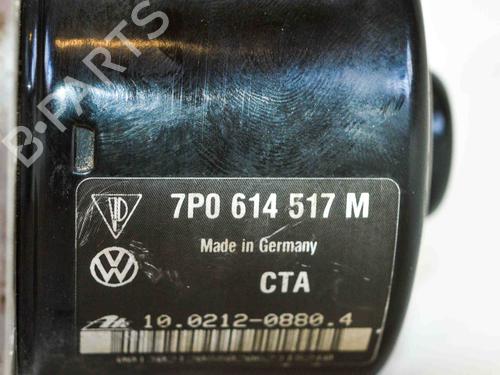 B-PARTS
7P0 614 517 M
Made in Germany
CTA
10.0212-0880.4